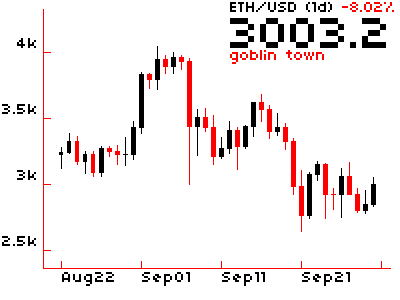 ETH/USD (1d) -8.02%
3003.2
goblin town
4k
3.5k
3k
2.5k
Aug22 Sep01 Sep11 Sep21